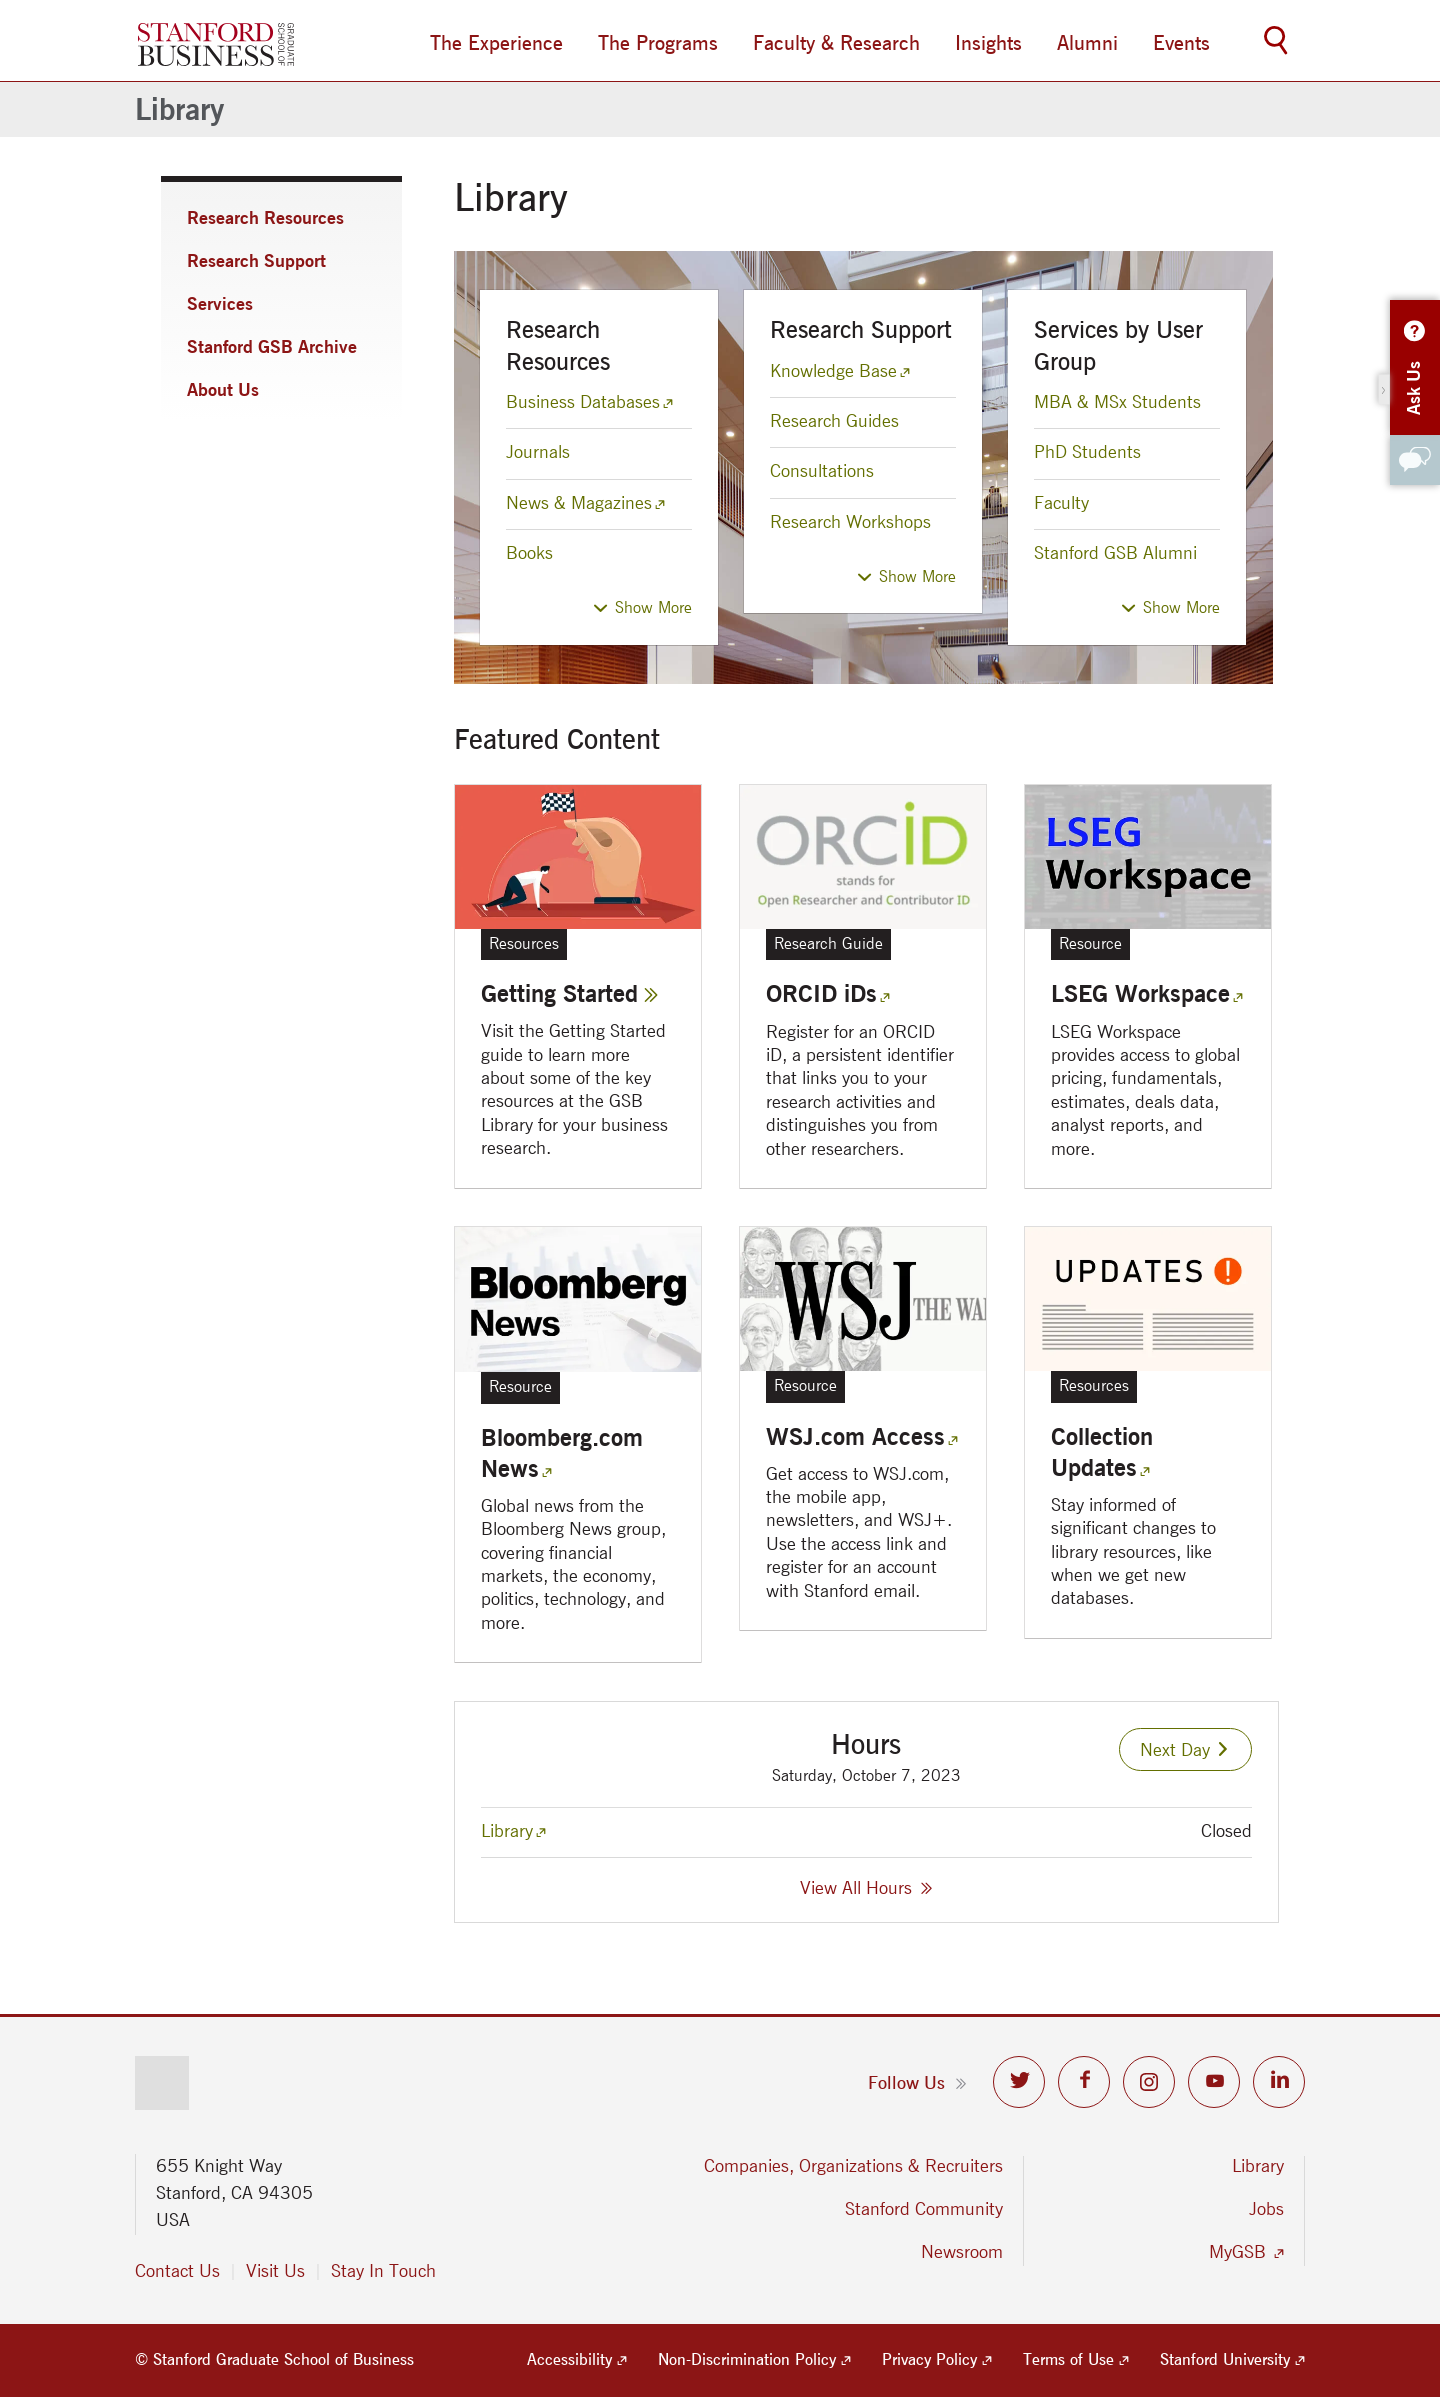 STANFORD
BUSINESS
GRADUATE
SCHOOL OF
The Experience
The Programs
Faculty & Research
Insights
Alumni
Events
Library
Research Resources
Research Support
Services
Stanford GSB Archive
About Us
Library
Research
Resources
Business Databases
Journals
News & Magazines
Books
Show More
Research Support
Knowledge Base
Research Guides
Consultations
Research Workshops
Show More
Services by User
Group
MBA & MSx Students
PhD Students
Faculty
Stanford GSB Alumni
Show More
? Ask Us
Featured Content
Resources
Getting Started
Visit the Getting Started
guide to learn more
about some of the key
resources at the GSB
Library for your business
research.
ORCiD
stands for
Open Researcher and Contributor ID
Research Guide
ORCID iDs
Register for an ORCID
iD, a persistent identifier
that links you to your
research activities and
distinguishes you from
other researchers.
LSEG
Workspace
Resource
LSEG Workspace
LSEG Workspace
provides access to global
pricing, fundamentals,
estimates, deals data,
analyst reports, and
more.
Bloomberg
News
Resource
Bloomberg.com
News
Global news from the
Bloomberg News group,
covering financial
markets, the economy,
politics, technology, and
more.
WSJ THE WAL
Resource
WSJ.com Access
Get access to WSJ.com,
the mobile app,
newsletters, and WSJ+.
Use the access link and
register for an account
with Stanford email.
UPDATES !
Resources
Collection
Updates
Stay informed of
significant changes to
library resources, like
when we get new
databases.
Hours
Saturday, October 7, 2023
Next Day
Library
Closed
View All Hours
Follow Us
655 Knight Way
Stanford, CA 94305
USA
Contact Us
Visit Us
Stay In Touch
Companies, Organizations & Recruiters
Stanford Community
Newsroom
Library
Jobs
MyGSB
© Stanford Graduate School of Business
Accessibility
Non-Discrimination Policy
Privacy Policy
Terms of Use
Stanford University